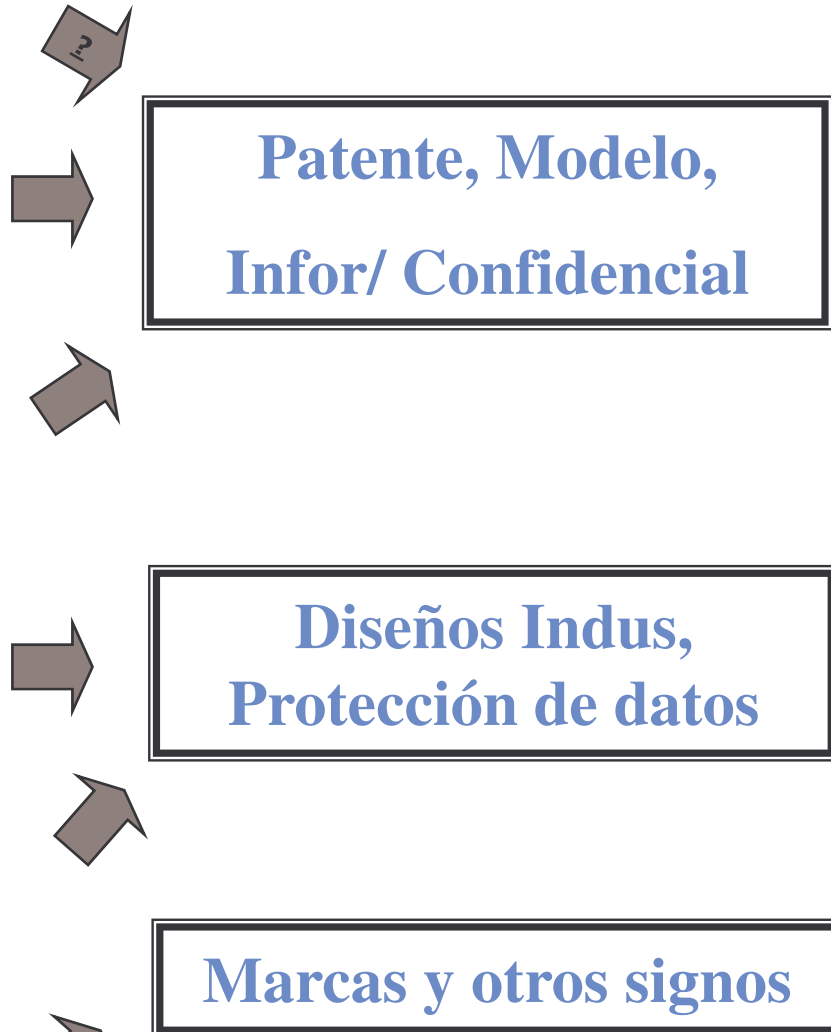 ?
Patente, Modelo,
Infor/ Confidencial
Diseños Indus,
Protección de datos
Marcas y otros signos